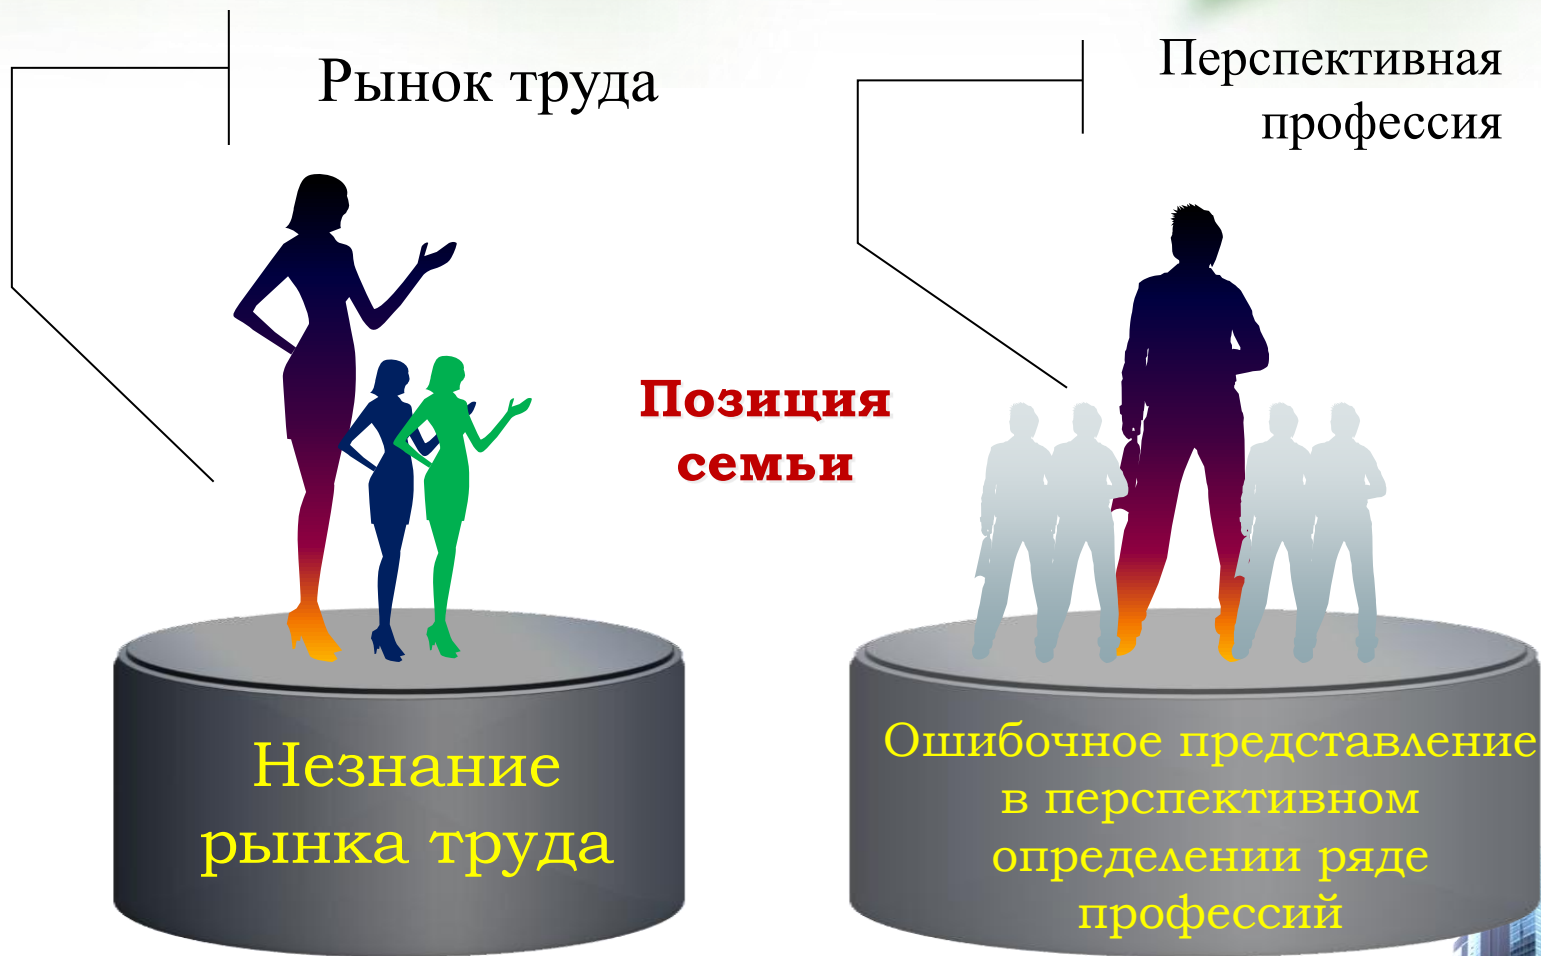 Рынок труда
Перспективная
профессия
Позиция
семьи
Незнание
рынка труда
Ошибочное представление
в перспективном
определении ряде
профессий